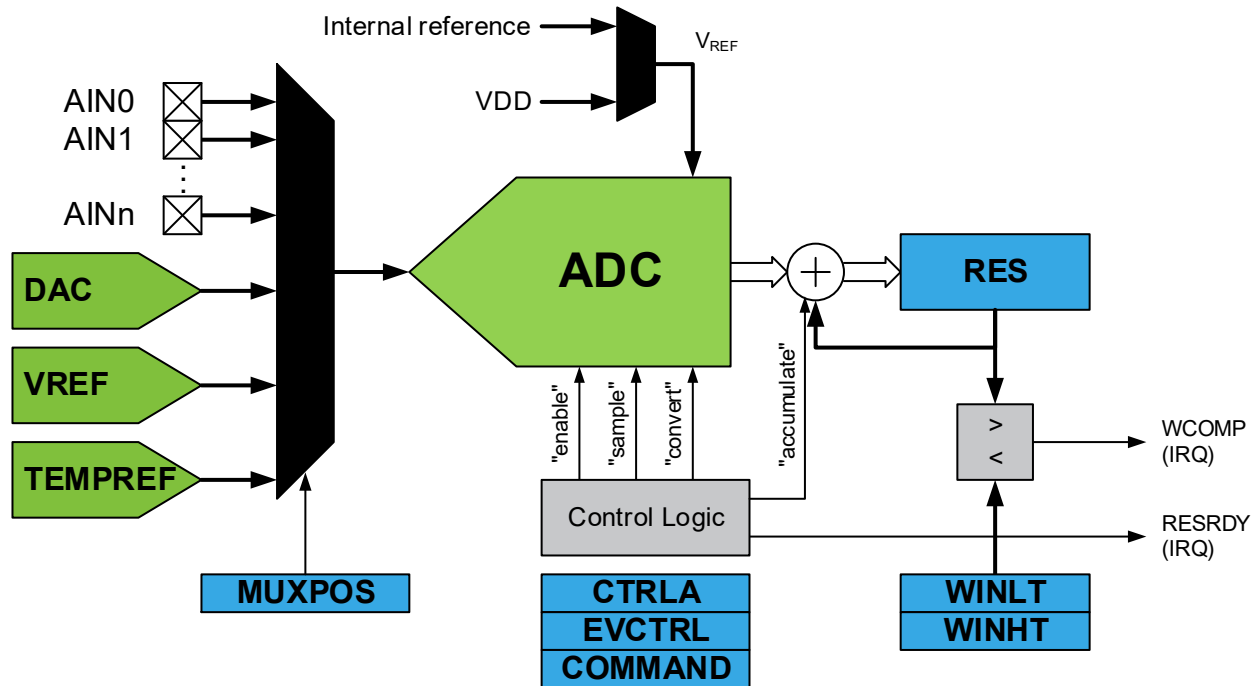 Internal reference
VREF
VDD
AIN0
AIN1
AINn
DAC
VREF
TEMPREF
MUXPOS
ADC
+
RES
"enable"
"sample"
"convert"
"accumulate"
Control Logic
>
<
WCOMP
(IRQ)
RESRDY
(IRQ)
CTRLA
EVCTRL
COMMAND
WINLT
WINHT